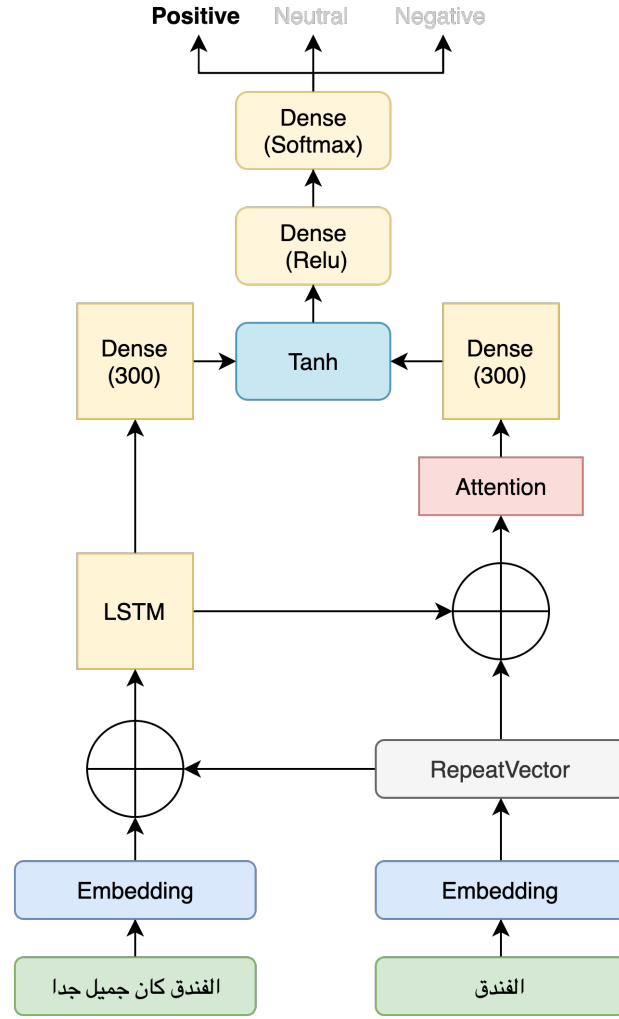 Positive Neutral Negative
Dense
(Softmax)
Dense
(Relu)
Dense
(300)
Tanh
Dense
(300)
Attention
LSTM
RepeatVector
Embedding
Embedding
الفندق كان جميل جدا
الفندق